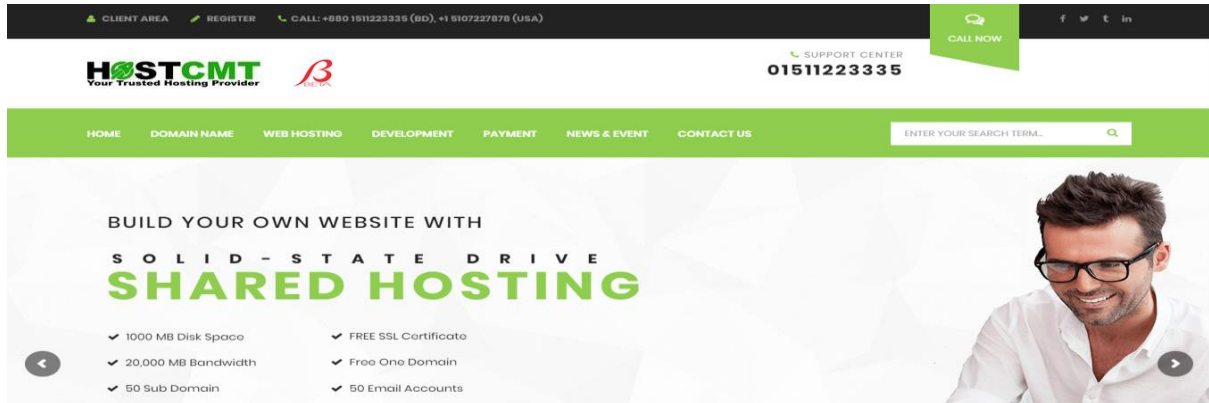 CLIENT AREA REGISTER CALL: +880 1511223335 (BD), +1 5107227878 (USA)
CALL NOW
HOSTCMT
Your Trusted Hosting Provider
β
BETA
SUPPORT CENTER
01511223335
HOME DOMAIN NAME WEB HOSTING DEVELOPMENT PAYMENT NEWS & EVENT CONTACT US
ENTER YOUR SEARCH TERM...
BUILD YOUR OWN WEBSITE WITH
SOLID-STATE DRIVE
SHARED HOSTING
1000 MB Disk Space FREE SSL Certificate
20,000 MB Bandwidth Free One Domain
50 Sub Domain 50 Email Accounts